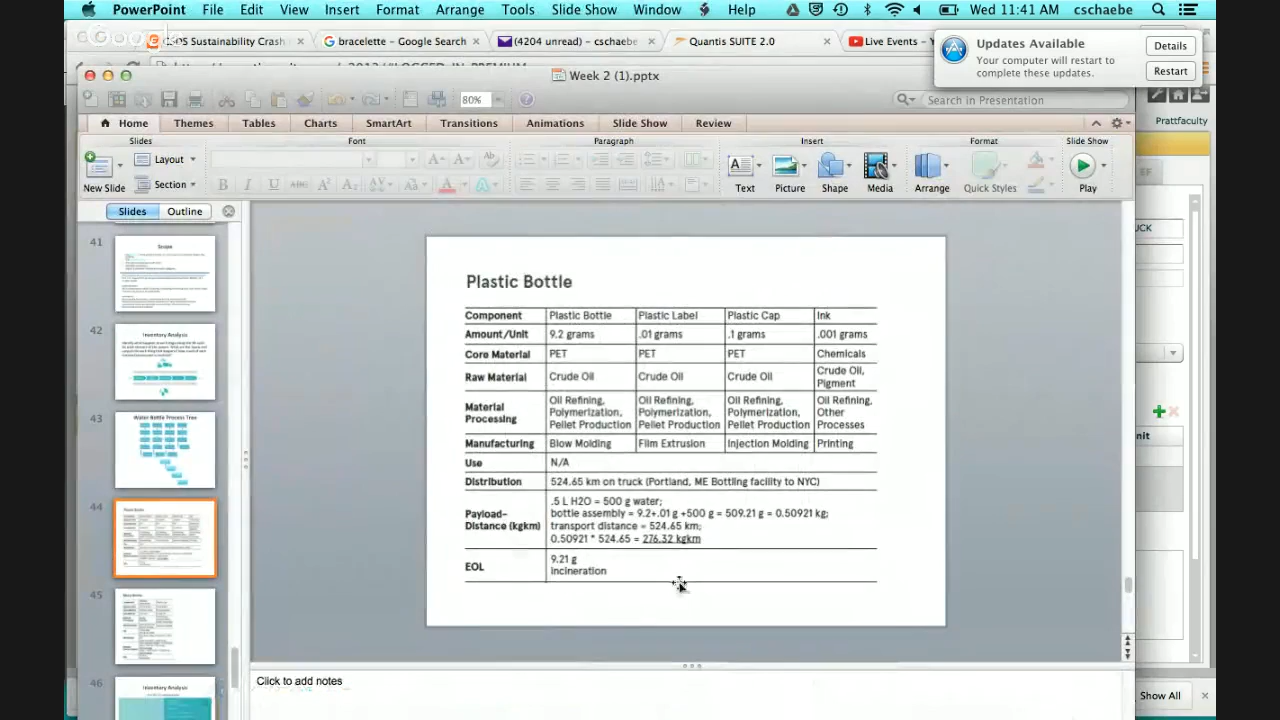 PowerPoint File Edit View Insert Format Arrange Tools Slide Show Window Help Wed 11:41 AM cschaebe
Google
Sustainability Crash
bracelette – Google Search
(4204 unread) – cschaebe
Quantis SUITE 2.0
Live Events –
Updates Available
Your computer will restart to
complete these updates.
Details
Restart
Week 2 (1).pptx
80%
Search in Presentation
Prattfaculty
Home Themes Tables Charts SmartArt Transitions Animations Slide Show Review
Slides Font Paragraph Insert Format Slide Show
New Slide
Layout
Section
Text Picture Shape Media Arrange Quick Styles Play
Slides Outline
41
Scope
42
Inventory Analysis
43
Water Bottle Process Tree
44
Plastic Bottle
45
46
Inventory Analysis
Plastic Bottle
Component Plastic Bottle Plastic Label Plastic Cap Ink
Amount/Unit 9.2 grams .01 grams .1 grams .001 grams
Core Material PET PET PET Chemicals
Raw Material Crude Oil Crude Oil Crude Oil Crude Oil, Pigment
Material Processing Oil Refining, Polymerization, Pellet Production Oil Refining, Polymerization, Pellet Production Oil Refining, Polymerization, Pellet Production Oil Refining, Other Processes
Manufacturing Blow Molding Film Extrusion Injection Molding Printing
Use N/A
Distribution 524.65 km on truck (Portland, ME Bottling facility to NYC)
Payload-Distance (kgkm)
.5 L H2O = 500 g water;
bottle assembly = 9.2+.01 g +500 g = 509.21 g = 0.50921 kg
distance = 524.65 km;
0.5091 * 524.65 = 276.32 kgkm
EOL
9.21 g
Incineration
Click to add notes
UCK
nit
Show All